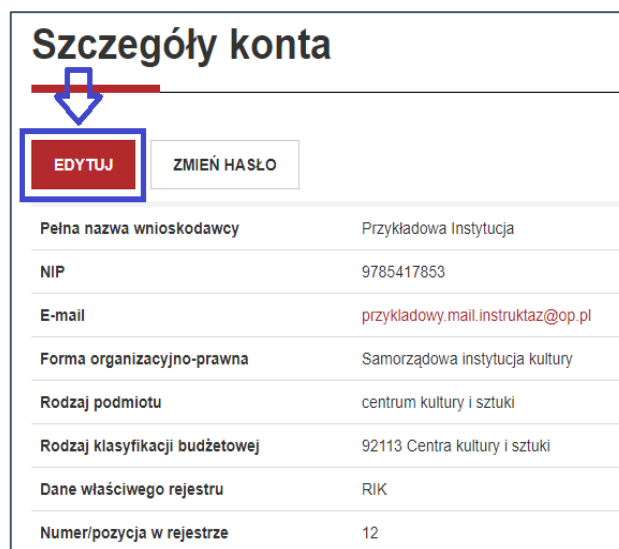 Szczegóły konta
EDYTUJ ZMIEŃ HASŁO
Pełna nazwa wnioskodawcy Przykładowa Instytucja
NIP 9785417853
E-mail przykladowy.mail.instruktaz@op.pl
Forma organizacyjno-prawna Samorządowa instytucja kultury
Rodzaj podmiotu centrum kultury i sztuki
Rodzaj klasyfikacji budżetowej 92113 Centra kultury i sztuki
Dane właściwego rejestru RIK
Numer/pozycja w rejestrze 12